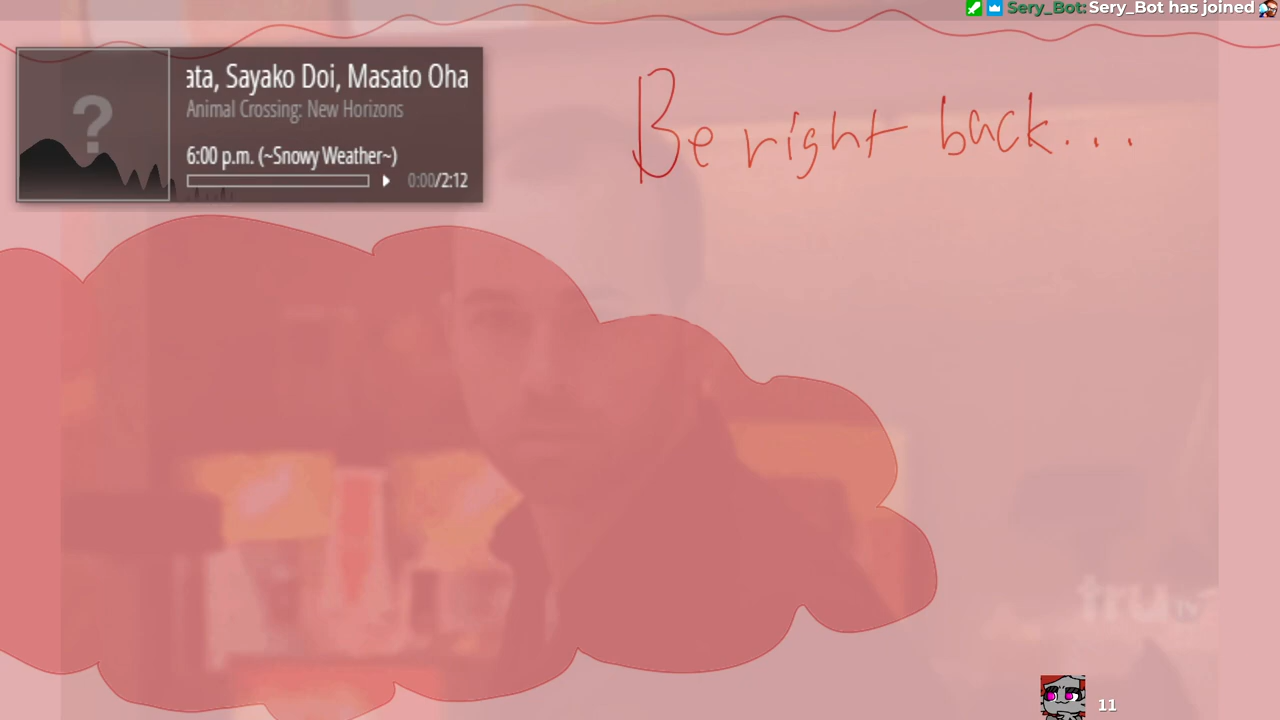 Sery_Bot: Sery_Bot has joined
ata, Sayako Doi, Masato Oha
Animal Crossing: New Horizons
6:00 p.m. (~Snowy Weather~)
0:00/2:12
?
Be right back...
truTV
11